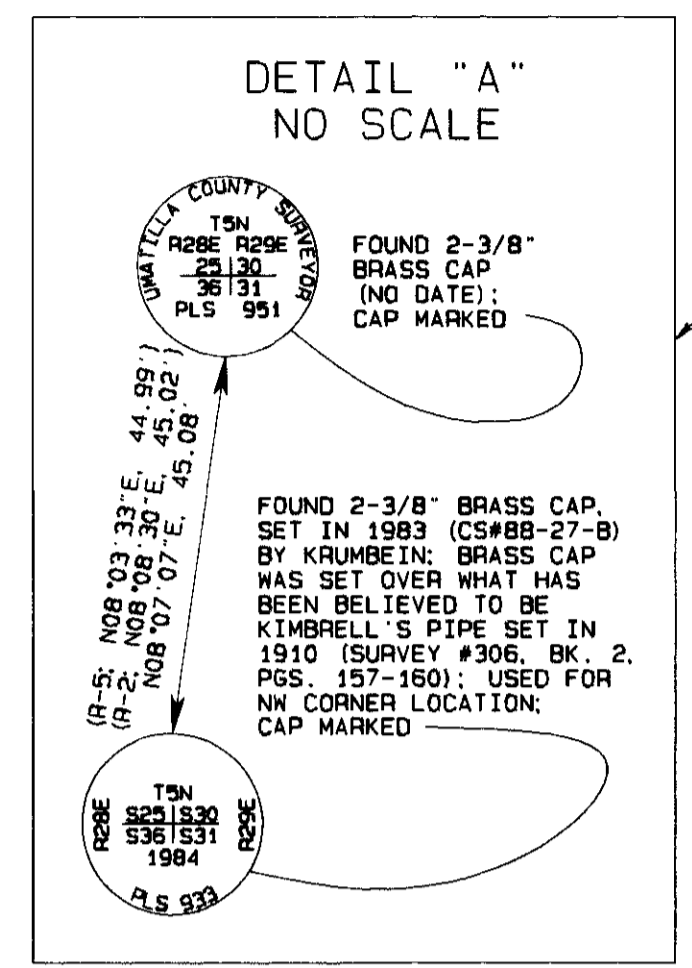 DETAIL "A"
NO SCALE
UMATILLA COUNTY SURVEYOR
T5N
R28E R29E
25 30
36 31
PLS 951
FOUND 2-3/8"
BRASS CAP
(NO DATE);
CAP MARKED
(R-5; N08°03'33"E, 44.99')
(R-2; N08°08'30"E, 45.02')
N08°07'07"E, 45.08'
FOUND 2-3/8" BRASS CAP,
SET IN 1983 (CS#88-27-B)
BY KRUMBEIN; BRASS CAP
WAS SET OVER WHAT HAS
BEEN BELIEVED TO BE
KIMBRELL'S PIPE SET IN
1910 (SURVEY #306, BK. 2,
PGS. 157-160); USED FOR
NW CORNER LOCATION;
CAP MARKED
T5N
R28E
S25 S30
S36 S31
R29E
1984
PLS 933